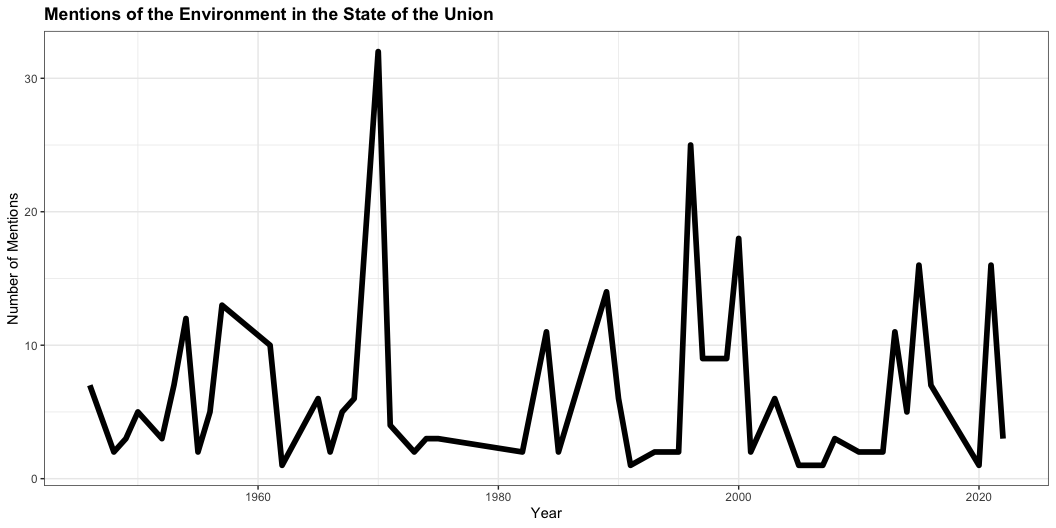 Mentions of the Environment in the State of the Union
Number of Mentions
30
20
10
0
1960 1980 2000 2020
Year